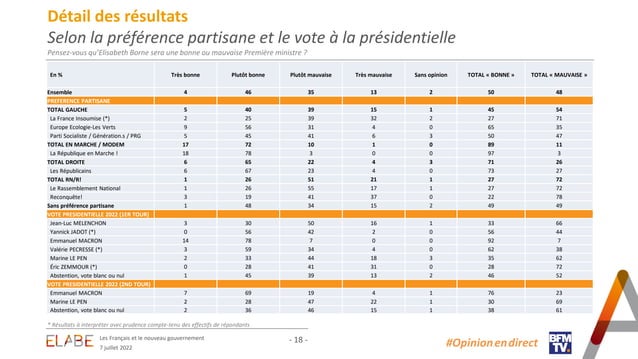 Détail des résultats
Selon la préférence partisane et le vote à la présidentielle
Pensez-vous qu'Elisabeth Borne sera une bonne ou mauvaise Première ministre ?
En % Très bonne Plutôt bonne Plutôt mauvaise Très mauvaise Sans opinion TOTAL « BONNE » TOTAL « MAUVAISE »
Ensemble 4 46 35 13 2 50 48
PREFERENCE PARTISANE
TOTAL GAUCHE 5 40 39 15 1 45 54
La France Insoumise (*) 2 25 39 32 2 27 71
Europe Ecologie-Les Verts 9 56 31 4 0 65 35
Parti Socialiste / Génération.s / PRG 5 45 41 6 3 50 47
TOTAL EN MARCHE / MODEM 17 72 10 1 0 89 11
La République en Marche ! 18 78 3 0 0 97 3
TOTAL DROITE 6 65 22 4 3 71 26
Les Républicains 6 67 23 4 0 73 27
TOTAL RN/R! 1 26 51 21 1 27 72
Le Rassemblement National 1 26 55 17 1 27 72
Reconquête! 3 19 41 37 0 22 78
Sans préférence partisane 1 48 34 15 2 49 49
VOTE PRESIDENTIELLE 2022 (1ER TOUR)
Jean-Luc MELENCHON 3 30 50 16 1 33 66
Yannick JADOT (*) 0 56 42 2 0 56 44
Emmanuel MACRON 14 78 7 0 0 92 7
Valérie PECRESSE (*) 3 59 34 4 0 62 38
Marine LE PEN 2 33 44 18 3 35 62
Éric ZEMMOUR (*) 0 28 41 31 0 28 72
Abstention, vote blanc ou nul 1 45 39 13 2 46 52
VOTE PRESIDENTIELLE 2022 (2ND TOUR)
Emmanuel MACRON 7 69 19 4 1 76 23
Marine LE PEN 2 28 47 22 1 30 69
Abstention, vote blanc ou nul 2 36 46 15 1 38 61
* Résultats à interpréter avec prudence compte-tenu des effectifs de répondants
ELABE
Les Français et le nouveau gouvernement
7 juillet 2022
- 18 -
#Opinion.en.direct
BFM
TV.